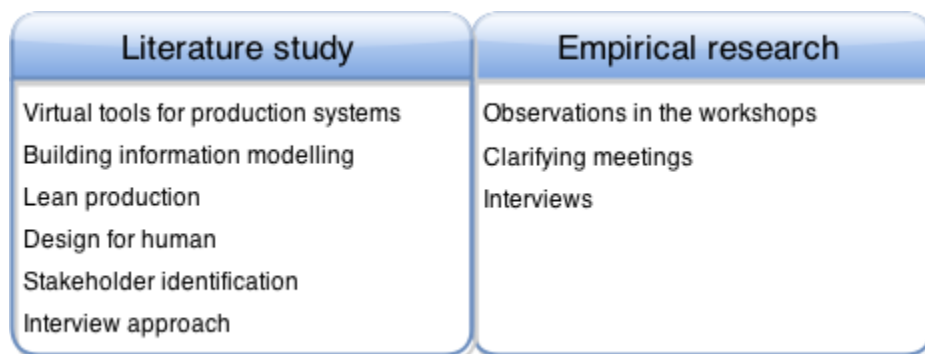 Literature study
Virtual tools for production systems
Building information modelling
Lean production
Design for human
Stakeholder identification
Interview approach
Empirical research
Observations in the workshops
Clarifying meetings
Interviews